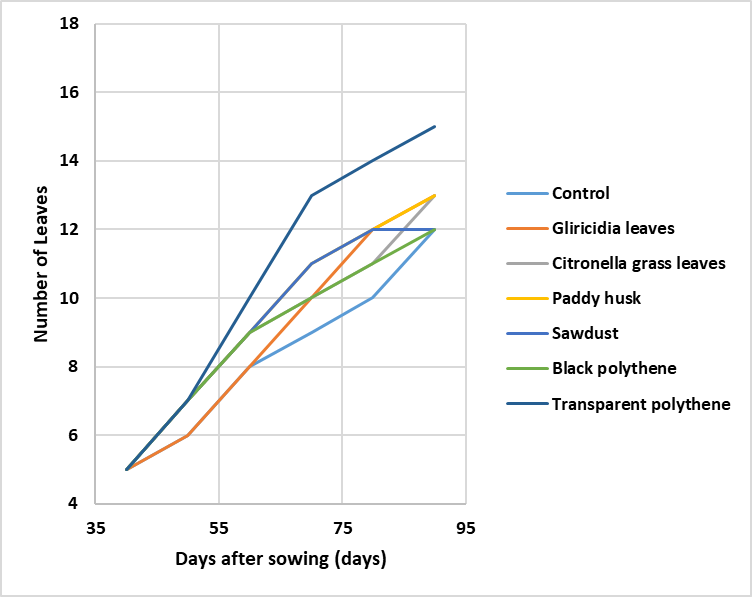 18
16
14
12
10
8
6
4
Number of Leaves
35 55 75 95
Days after sowing (days)
Control
Gliricidia leaves
Citronella grass leaves
Paddy husk
Sawdust
Black polythene
Transparent polythene